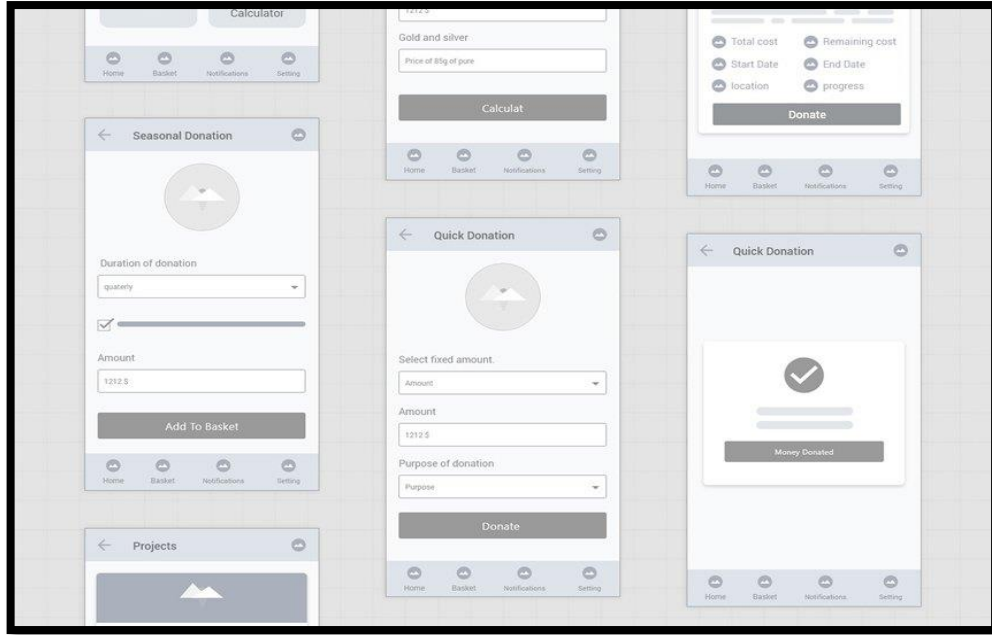 Calculator
Home Basket Notifications Setting
Seasonal Donation
Duration of donation
quaterly
Amount
1212 $
Add To Basket
Home Basket Notifications Setting
Projects
1212 $
Gold and silver
Price of 85g of pure
Calculat
Home Basket Notifications Setting
Quick Donation
Select fixed amount.
Amount
Amount
1212 $
Purpose of donation
Purpose
Donate
Home Basket Notifications Setting
Total cost Remaining cost
Start Date End Date
location progress
Donate
Home Basket Notifications Setting
Quick Donation
Money Donated
Home Basket Notifications Setting